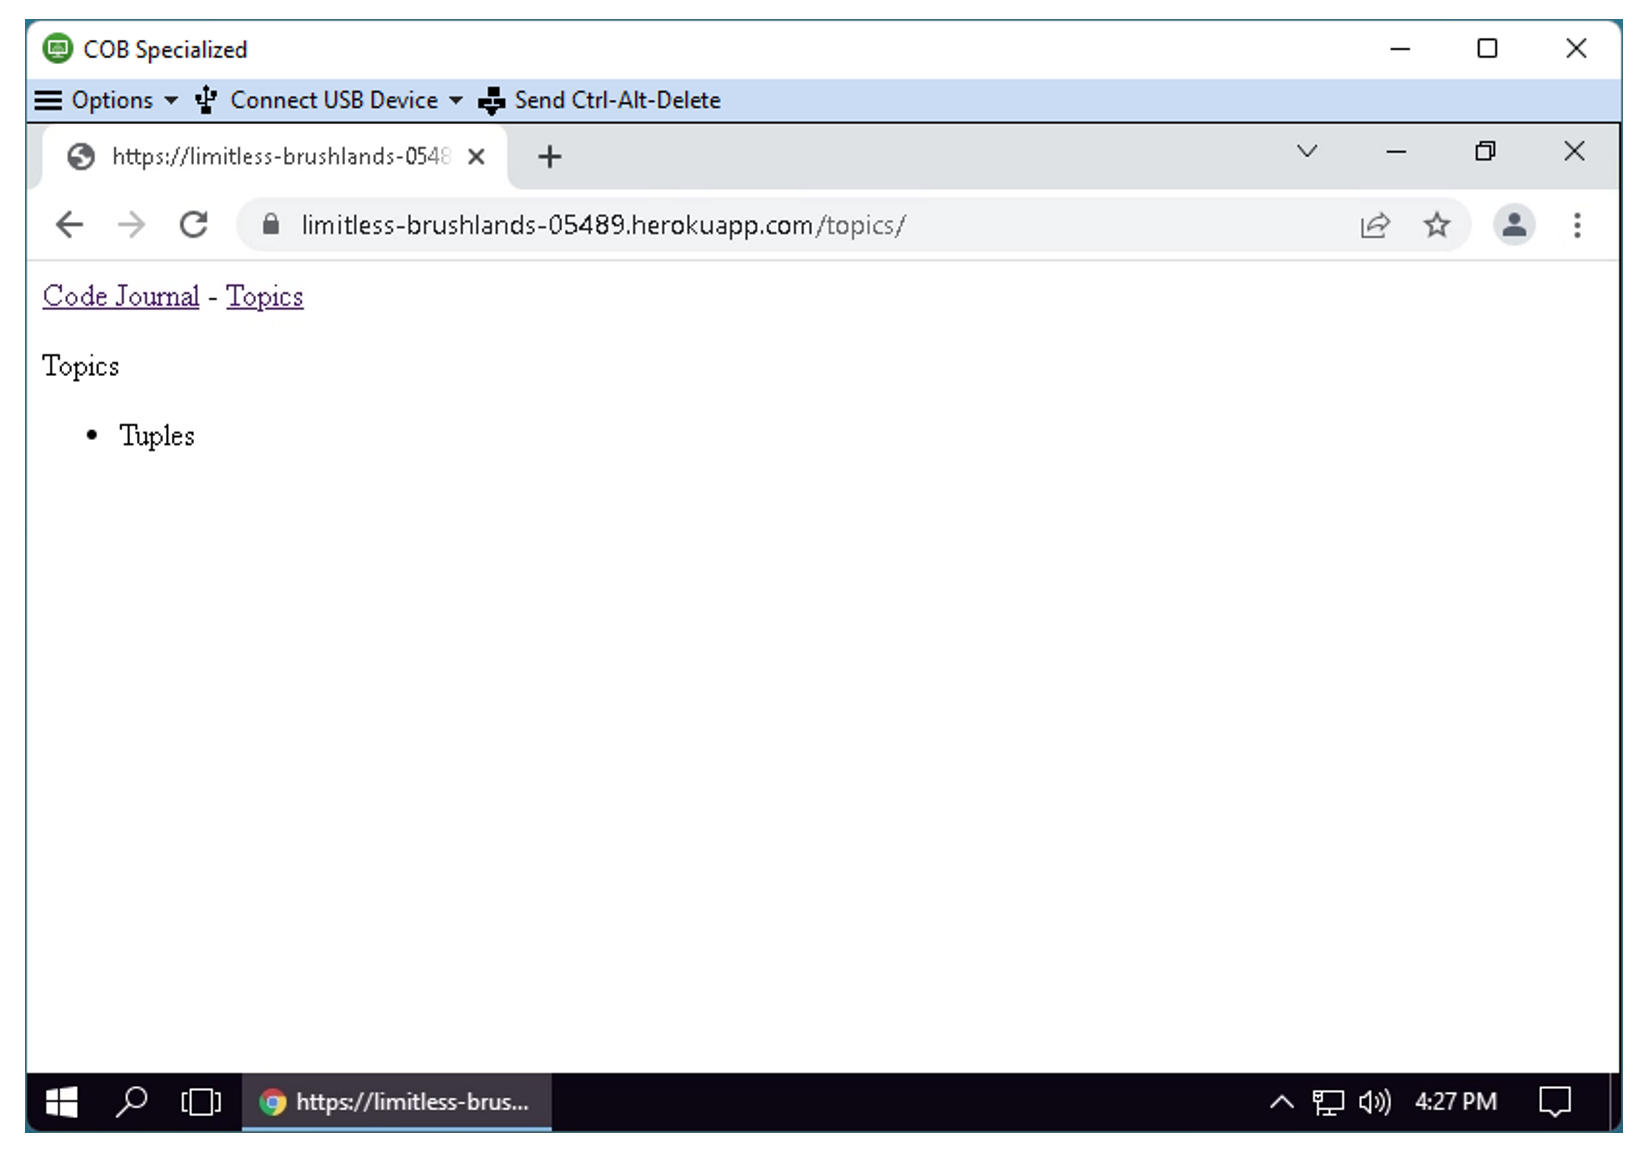 COB Specialized
Options Connect USB Device Send Ctrl-Alt-Delete
https://limitless-brushlands-0548
limitless-brushlands-05489.herokuapp.com/topics/
Code Journal - Topics
Topics
• Tuples
https://limitless-brus... 4:27 PM